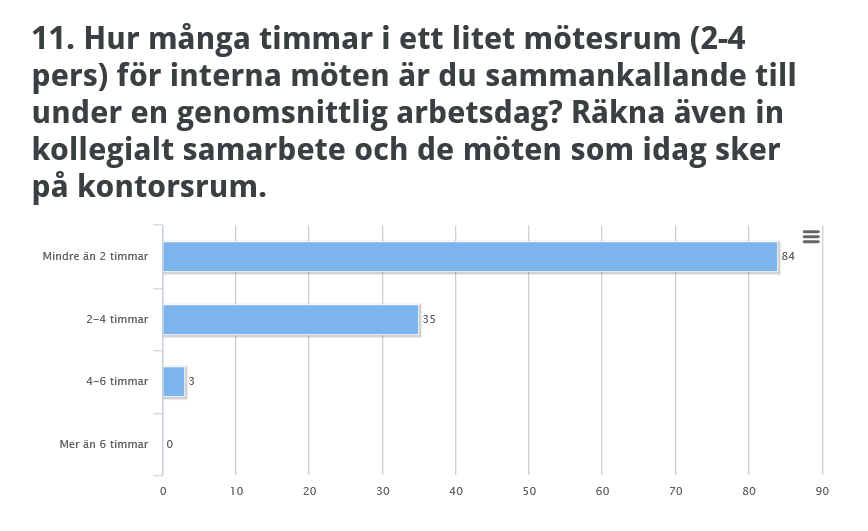 11. Hur många timmar i ett litet mötesrum (2-4
pers) för interna möten är du sammankallande till
under en genomsnittlig arbetsdag? Räkna även in
kollegialt samarbete och de möten som idag sker
på kontorsrum.
Mindre än 2 timmar 84
2–4 timmar 35
4–6 timmar 3
Mer än 6 timmar 0
0 10 20 30 40 50 60 70 80 90